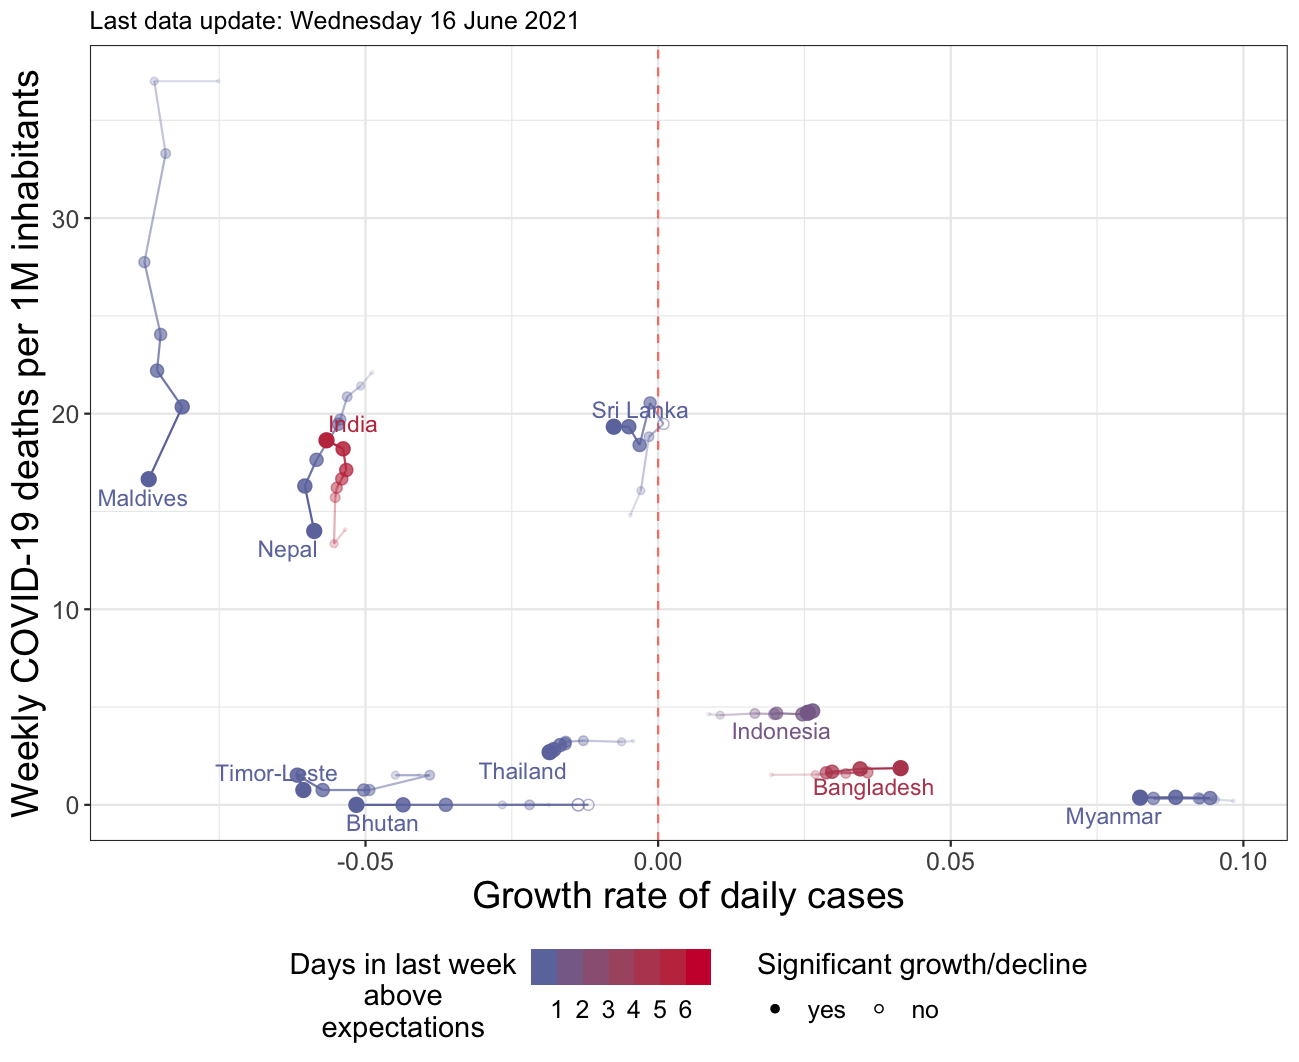 Last data update: Wednesday 16 June 2021
Weekly COVID-19 deaths per 1M inhabitants
30
20
10
0
Maldives
India
Nepal
Sri Lanka
Indonesia
Timor-Leste
Thailand
Bangladesh
Bhutan
Myanmar
-0.05
0.00
0.05
0.10
Growth rate of daily cases
Days in last week
above
expectations
1 2 3 4 5 6
Significant growth/decline
yes
no